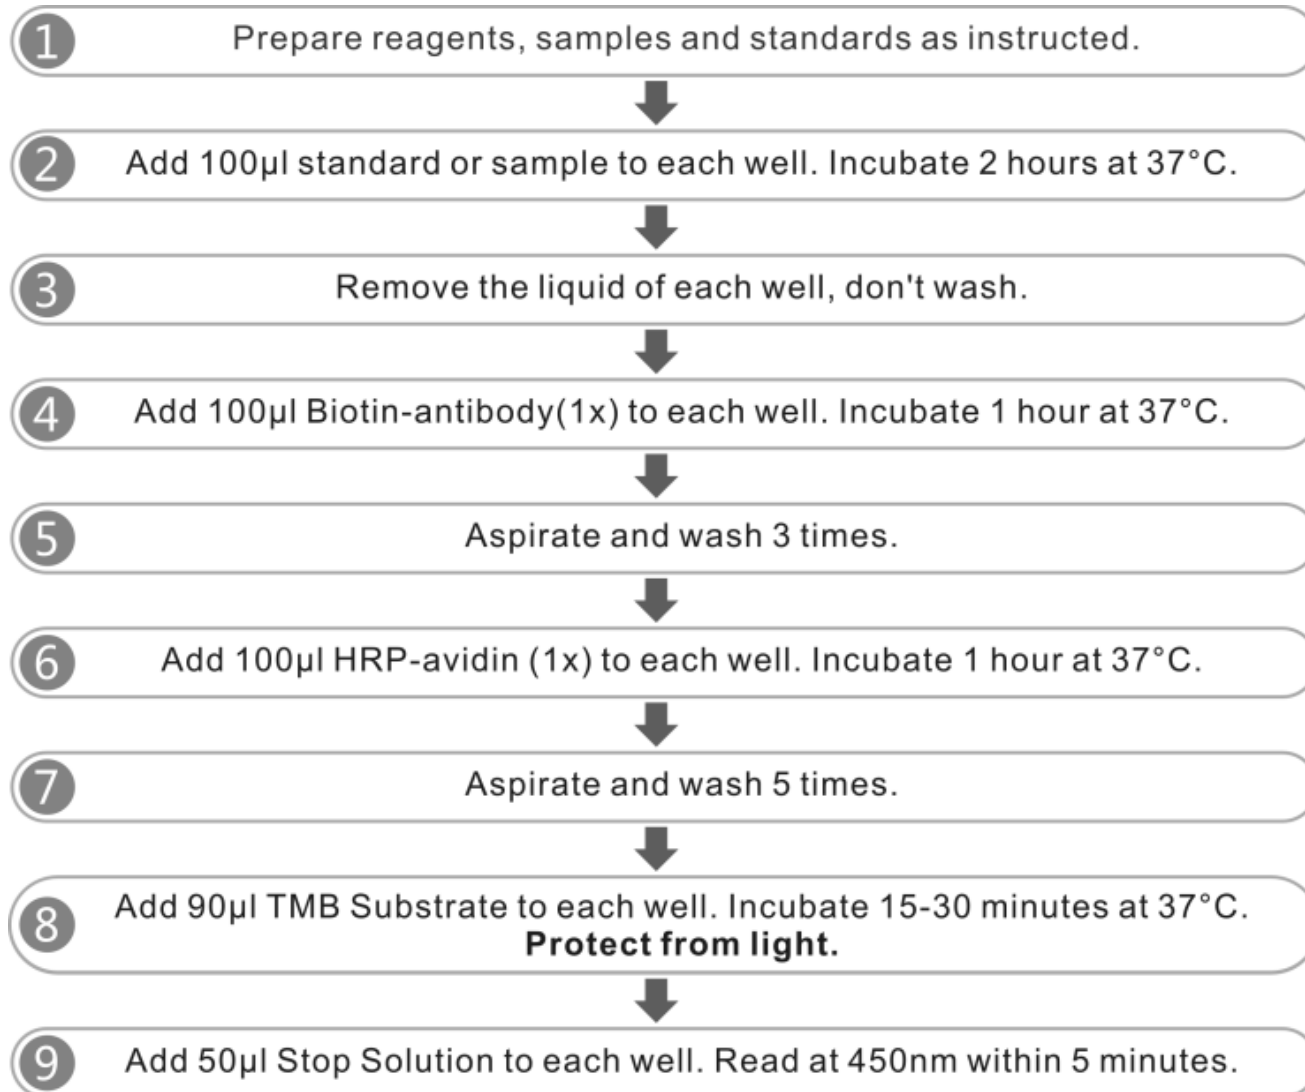 1 Prepare reagents, samples and standards as instructed.
2 Add 100µl standard or sample to each well. Incubate 2 hours at 37°C.
3 Remove the liquid of each well, don't wash.
4 Add 100µl Biotin-antibody(1x) to each well. Incubate 1 hour at 37°C.
5 Aspirate and wash 3 times.
6 Add 100µl HRP-avidin (1x) to each well. Incubate 1 hour at 37°C.
7 Aspirate and wash 5 times.
8 Add 90µl TMB Substrate to each well. Incubate 15-30 minutes at 37°C.
Protect from light.
9 Add 50µl Stop Solution to each well. Read at 450nm within 5 minutes.